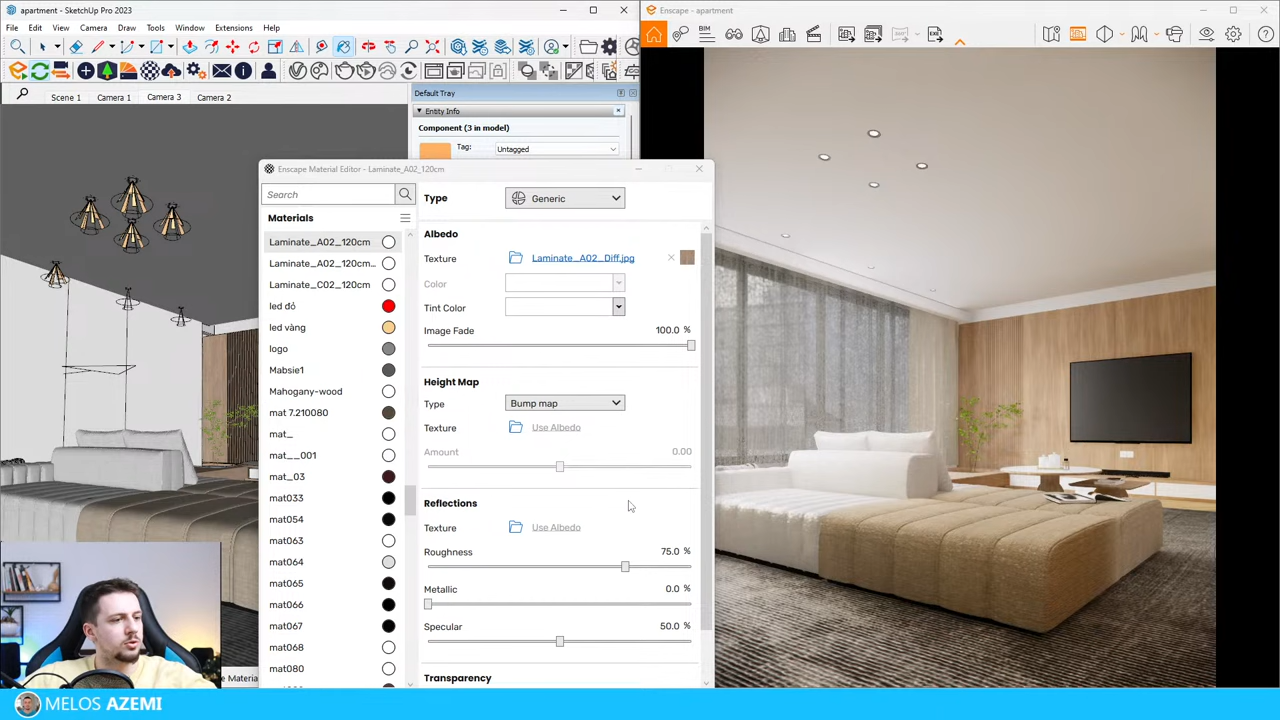 apartment - SketchUp Pro 2023
File Edit View Camera Draw Tools Window Extensions Help
Scene 1 Camera 1 Camera 3 Camera 2
Default Tray
Entity Info
Component (3 in model)
Tag: Untagged
Enscape Material Editor - Laminate_A02_120cm
Search
Materials
Laminate_A02_120cm
Laminate_A02_120cm...
Laminate_C02_120cm
led đỏ
led vàng
logo
Mabsie1
Mahogany-wood
mat 7.210080
mat_
mat__001
mat_03
mat033
mat054
mat063
mat064
mat065
mat066
mat067
mat068
mat080
Type Generic
Albedo
Texture Laminate_A02_Diff.jpg
Color
Tint Color
Image Fade 100.0 %
Height Map
Type Bump map
Texture Use Albedo
Amount 0.00
Reflections
Texture Use Albedo
Roughness 75.0 %
Metallic 0.0 %
Specular 50.0 %
Transparency
Enscape - apartment
BIM
EXE
MELOS AZEMI